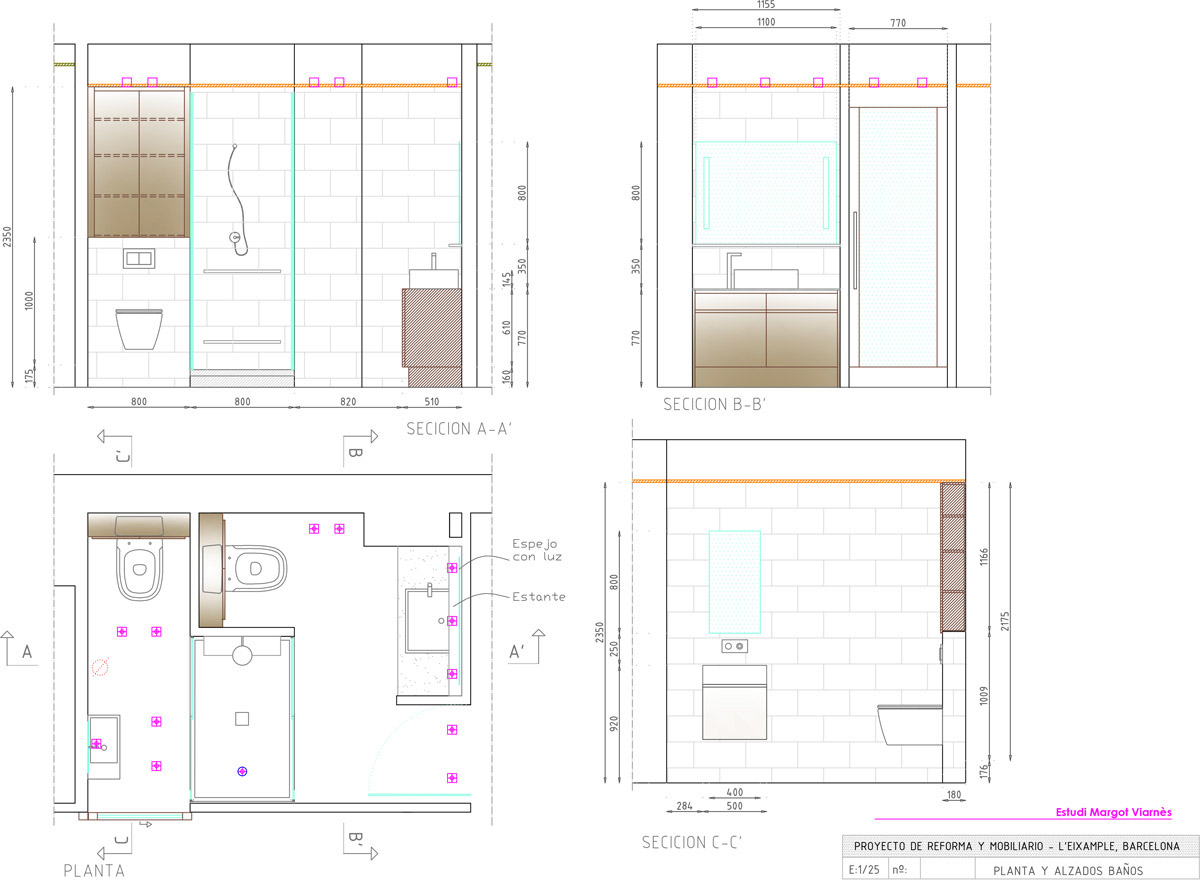 1155
1100
770
2350
1000
175
800
350
145
610
770
160
800
800
820
510
SECICION A-A'
800
350
770
SECICION B-B'
C'
B
Espejo
con luz
Estante
A
A'
C
B'
PLANTA
2350
800
250
920
1166
2175
1009
176
400
284
500
180
SECICION C-C'
Estudi Margot Viarnès
PROYECTO DE REFORMA Y MOBILIARIO - L'EIXAMPLE, BARCELONA
E:1/25
nº:
PLANTA Y ALZADOS BAÑOS